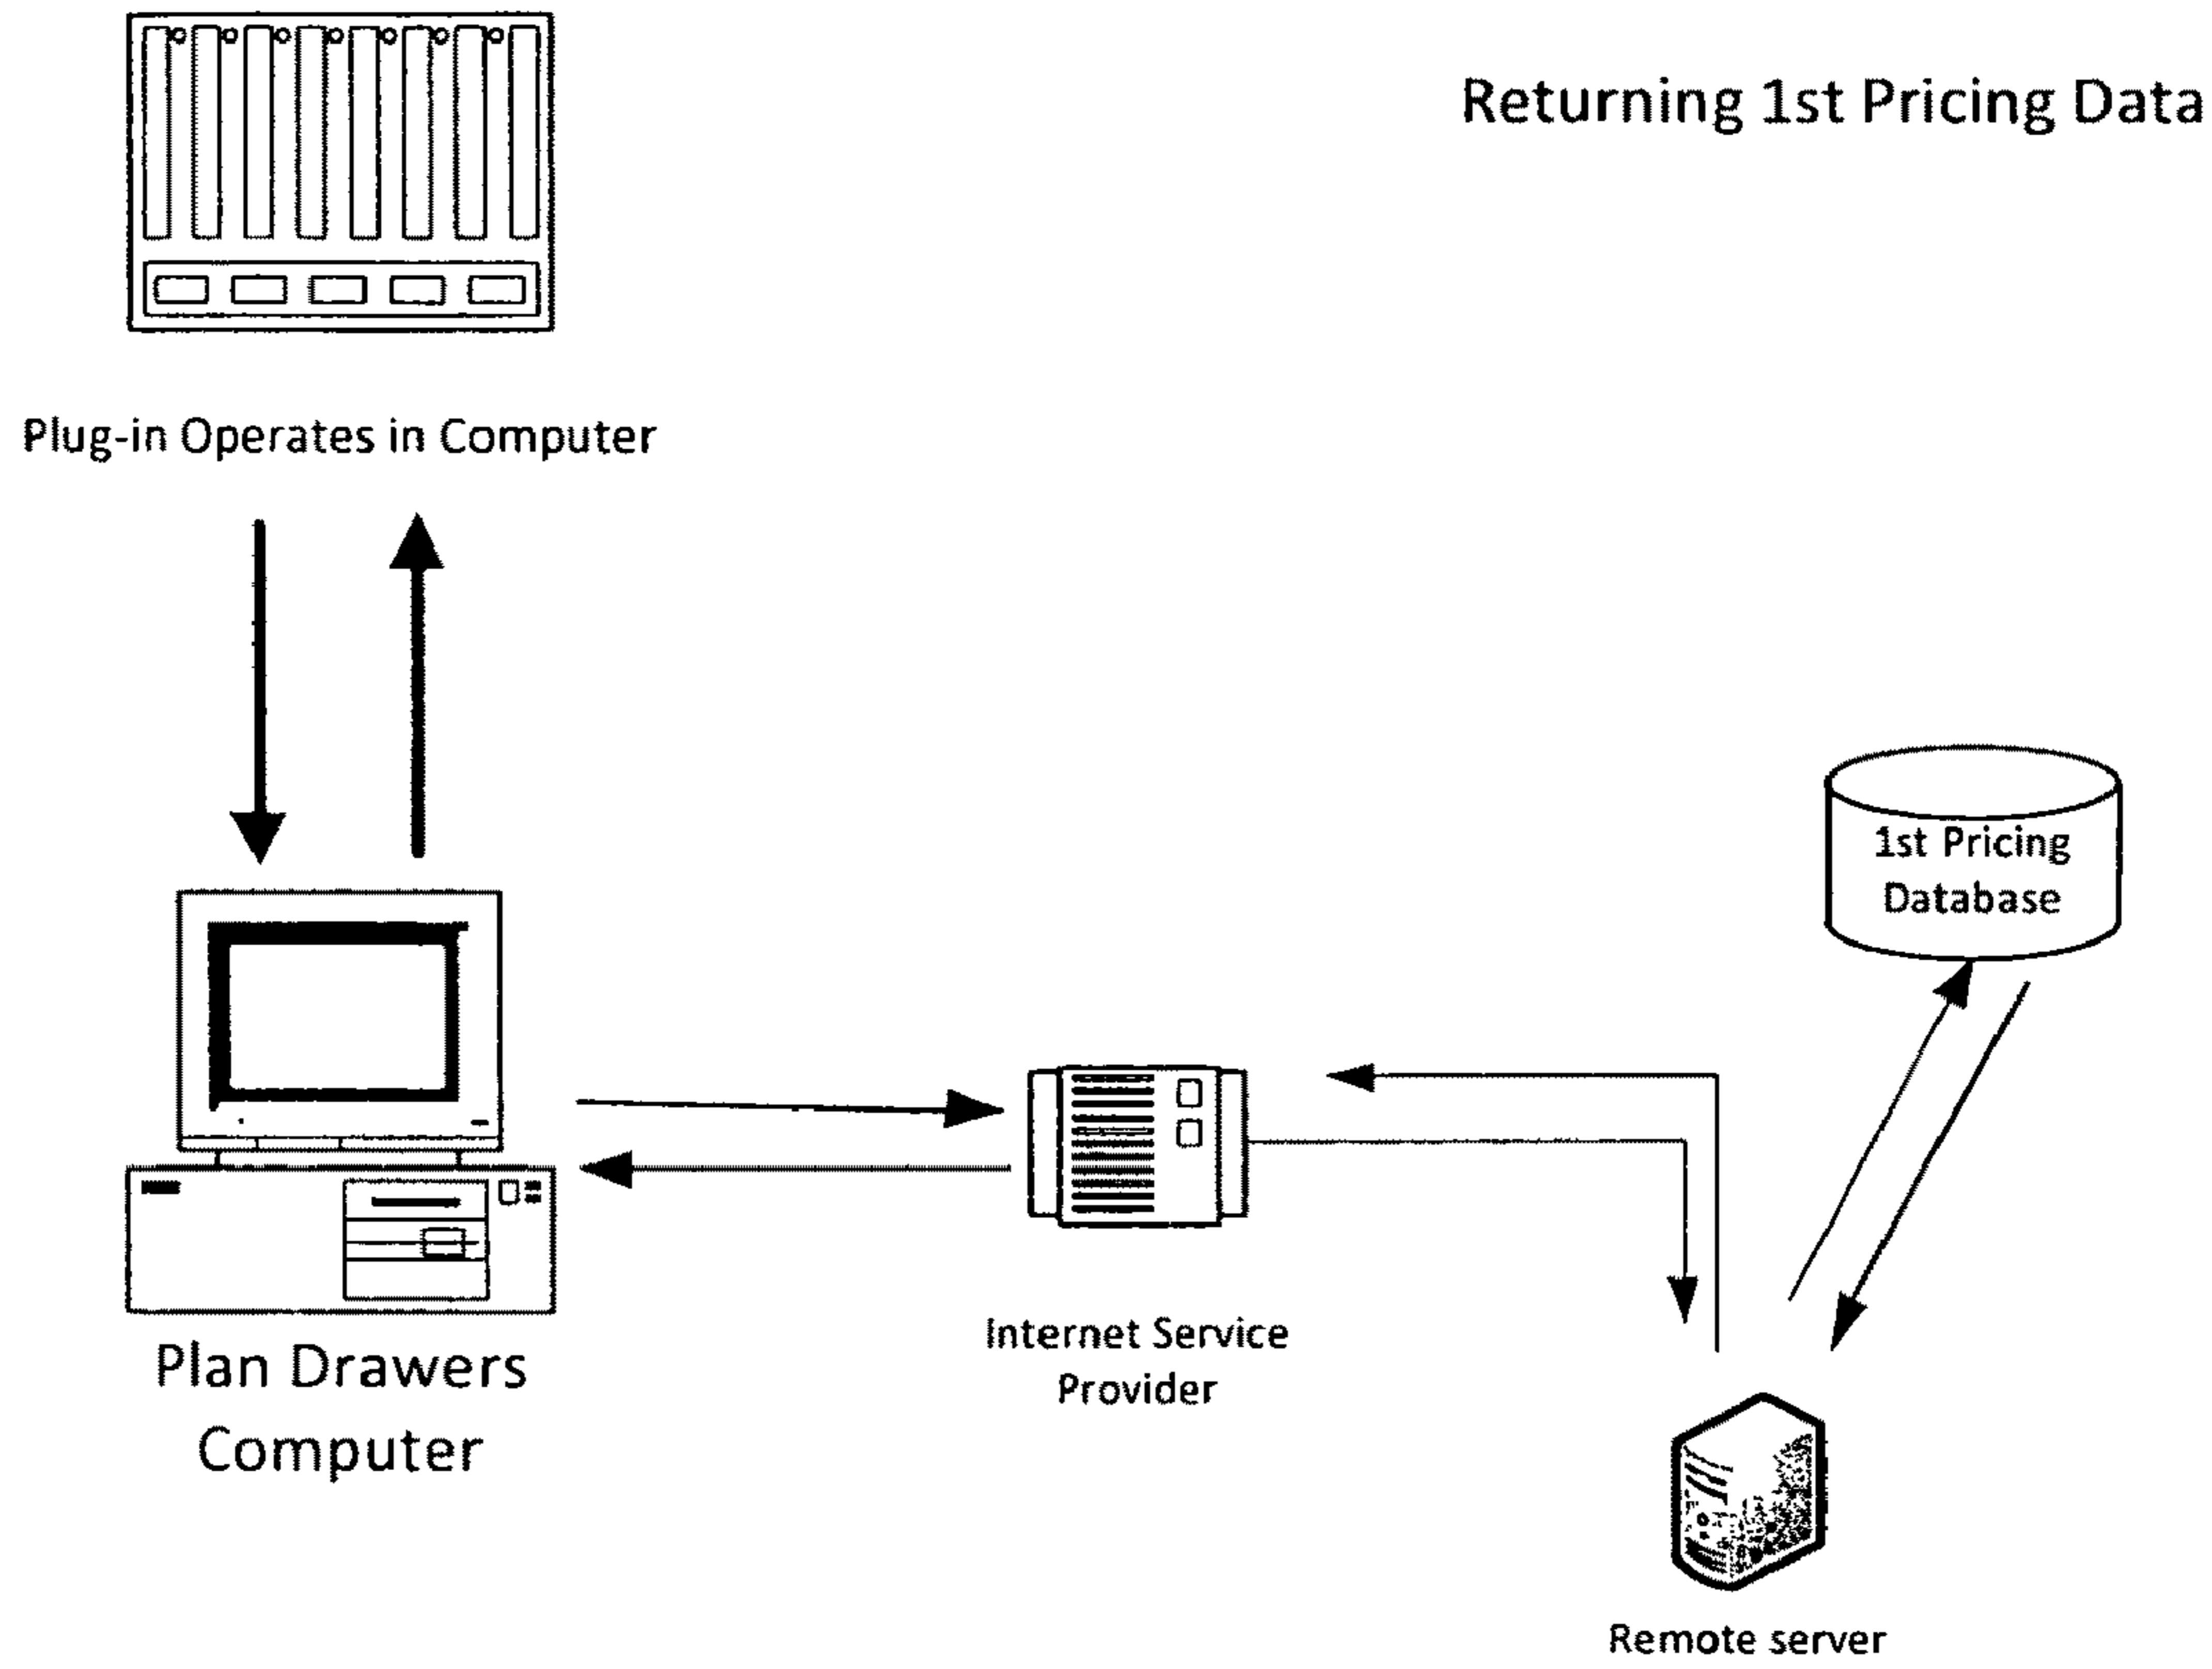 Returning 1st Pricing Data
Plug-in Operates in Computer
1st Pricing
Database
Internet Service
Provider
Plan Drawers
Computer
Remote server